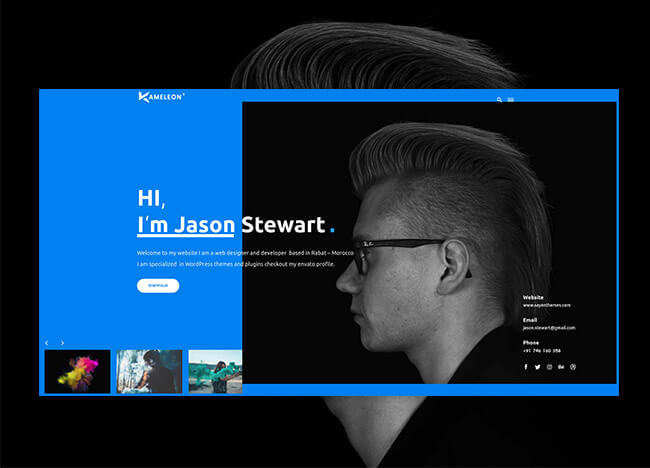 KAMELEON
HI,
I'm Jason Stewart.
Welcome to my website I am a web designer and developer based in Rabat – Morocco
I am specialized in WordPress themes and plugins checkout my envato profile.
PORTFOLIO
Website
www.sayenthemes.com
Email
jason.stewart@gmail.com
Phone
+91 746 160 358